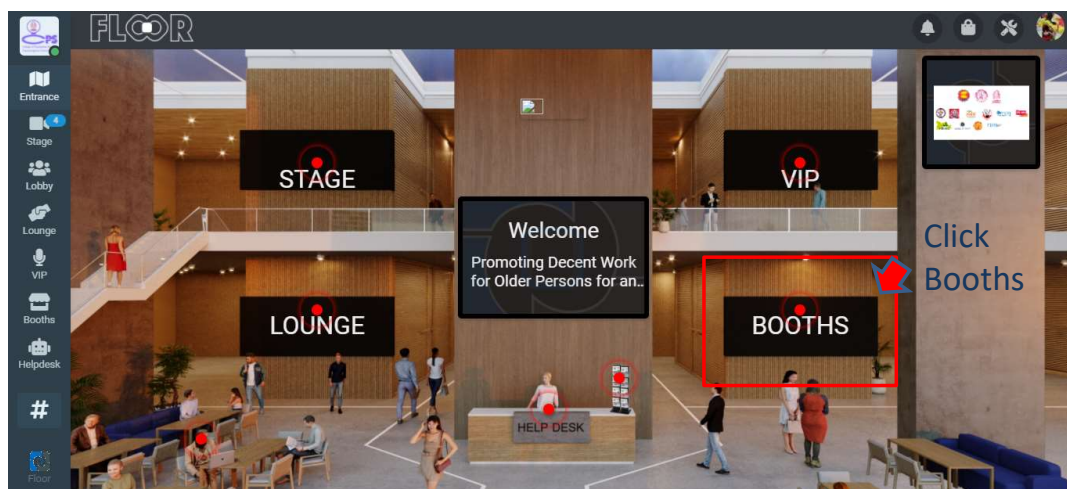 FLOOR
Entrance
4
Stage
Lobby
Lounge
VIP
Booths
Helpdesk
#
Floor
STAGE
VIP
Welcome
Promoting Decent Work
for Older Persons for an..
LOUNGE
BOOTHS
HELP DESK
Click
Booths